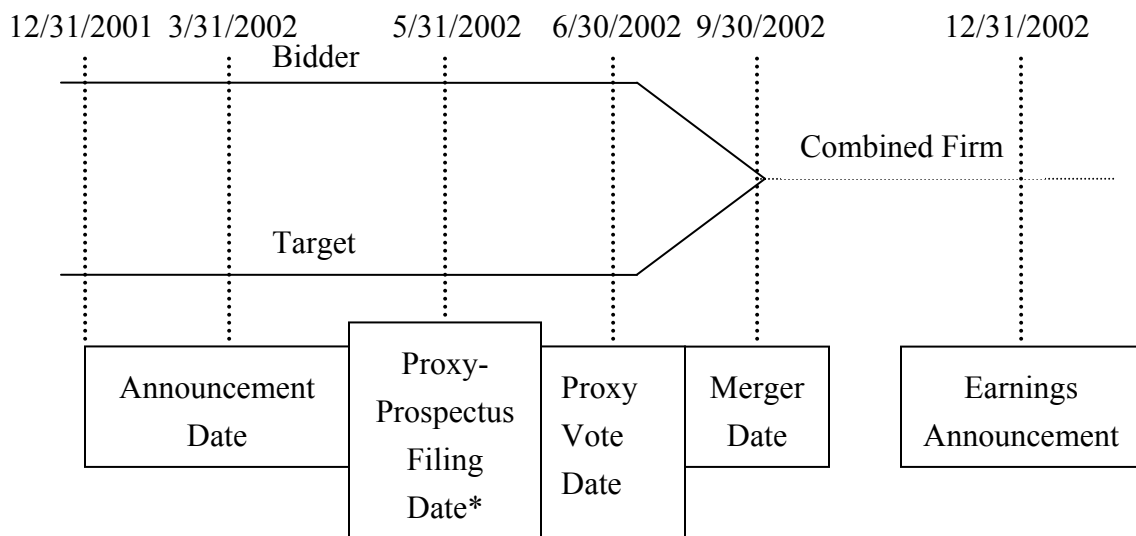 12/31/2001 3/31/2002 5/31/2002 6/30/2002 9/30/2002 12/31/2002
Bidder
Combined Firm
Target
Announcement
Date
Proxy-
Prospectus
Filing
Date*
Proxy
Vote
Date
Merger
Date
Earnings
Announcement